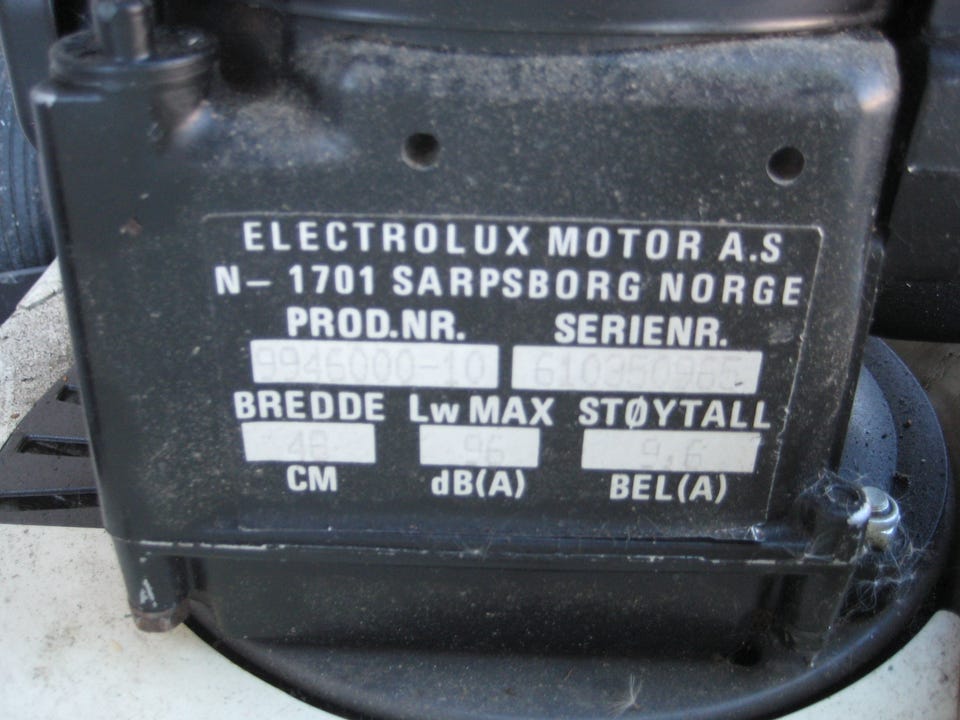 ELECTROLUX MOTOR A.S
N– 1701 SARPSBORG NORGE
PROD.NR. SERIENR.
9946000-10 610350965
BREDDE Lw MAX STØYTALL
48 96 9,6
CM dB(A) BEL(A)